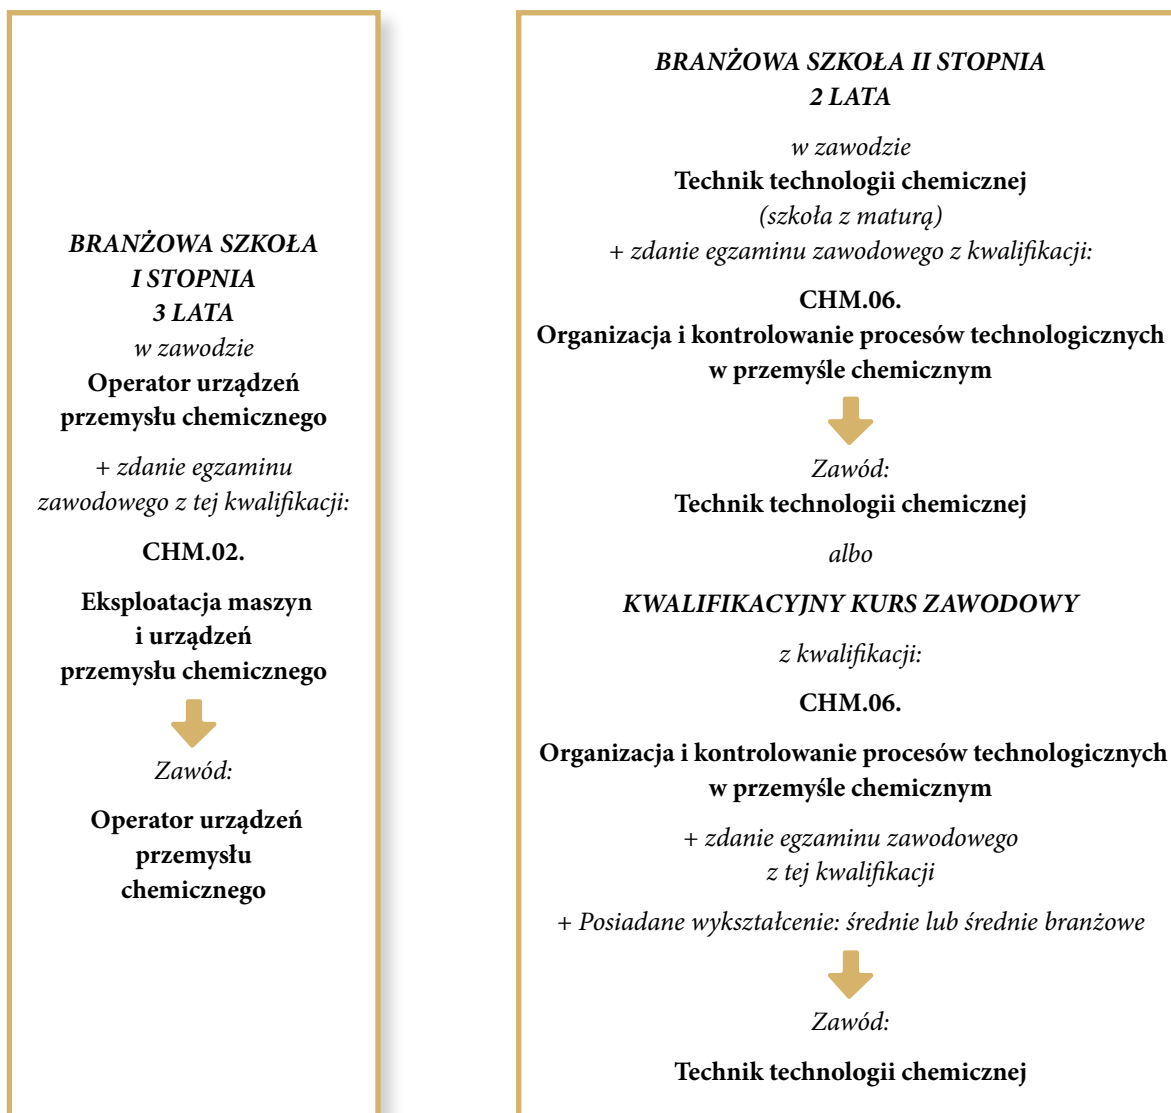 BRANŻOWA SZKOŁA
I STOPNIA
3 LATA
w zawodzie
Operator urządzeń
przemysłu chemicznego
+ zdanie egzaminu
zawodowego z tej kwalifikacji:
CHM.02.
Eksploatacja maszyn
i urządzeń
przemysłu chemicznego
Zawód:
Operator urządzeń
przemysłu
chemicznego
BRANŻOWA SZKOŁA II STOPNIA
2 LATA
w zawodzie
Technik technologii chemicznej
(szkoła z maturą)
+ zdanie egzaminu zawodowego z kwalifikacji:
CHM.06.
Organizacja i kontrolowanie procesów technologicznych
w przemyśle chemicznym
Zawód:
Technik technologii chemicznej
albo
KWALIFIKACYJNY KURS ZAWODOWY
z kwalifikacji:
CHM.06.
Organizacja i kontrolowanie procesów technologicznych
w przemyśle chemicznym
+ zdanie egzaminu zawodowego
z tej kwalifikacji
+ Posiadane wykształcenie: średnie lub średnie branżowe
Zawód:
Technik technologii chemicznej